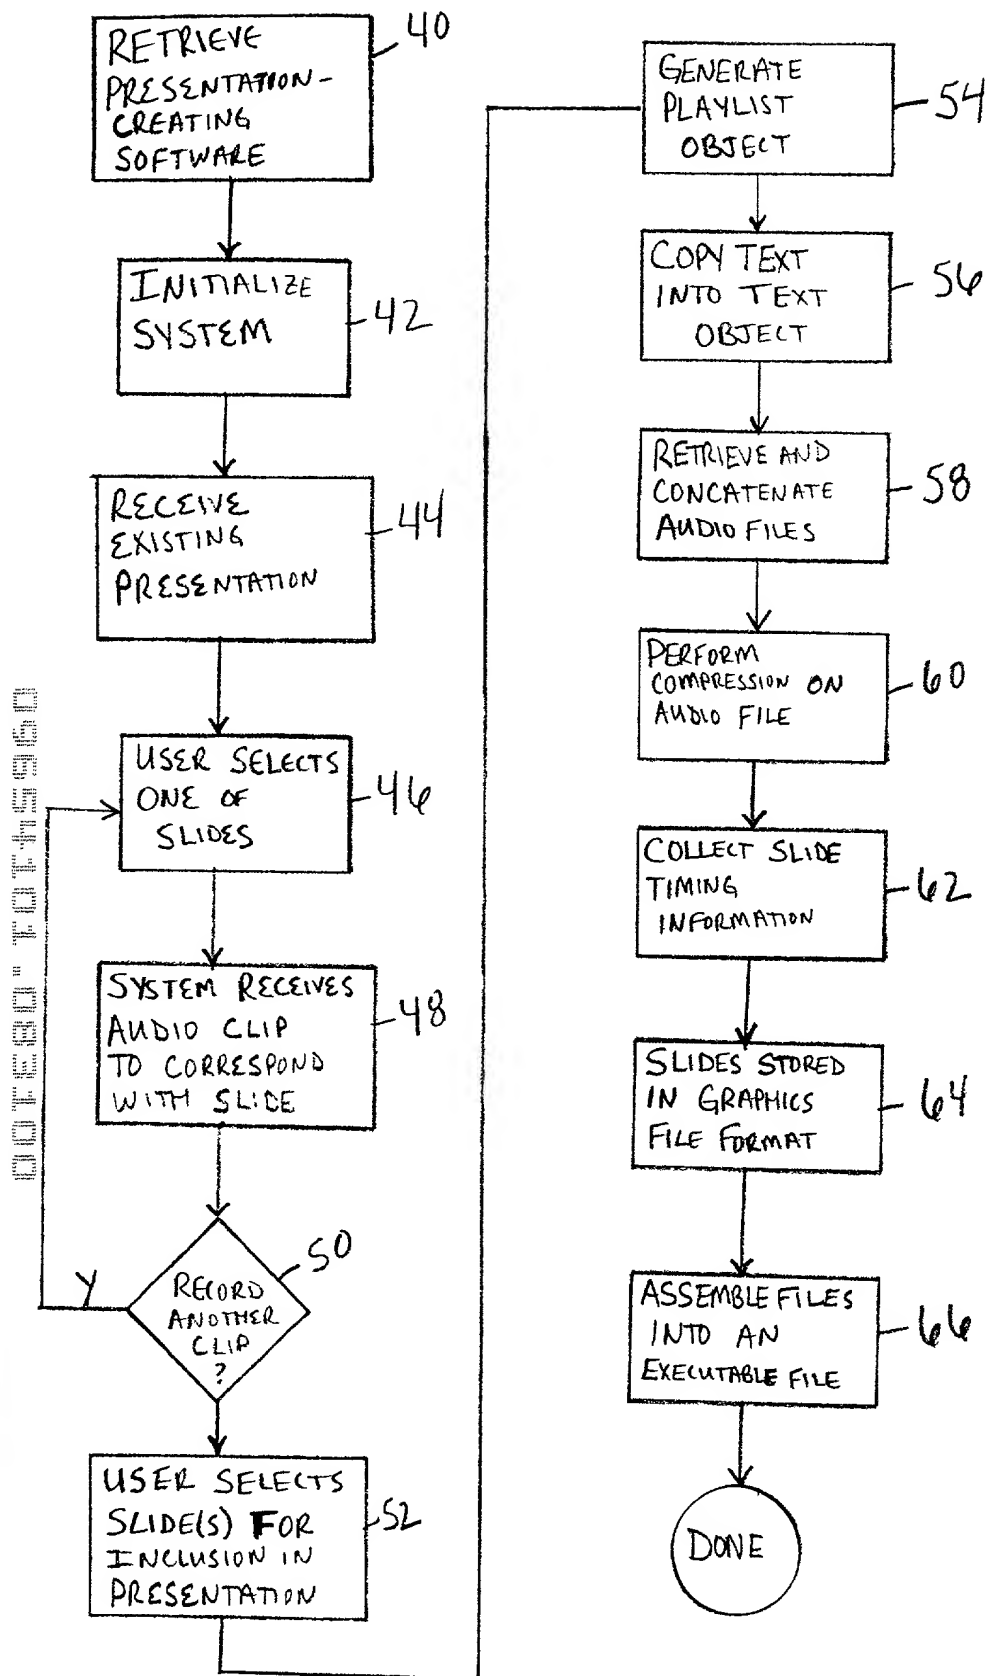 RETRIEVE
PRESENTATION-
CREATING
SOFTWARE
40
INITIALIZE
SYSTEM
42
RECEIVE
EXISTING
PRESENTATION
44
USER SELECTS
ONE OF
SLIDES
46
SYSTEM RECEIVES
AUDIO CLIP
TO CORRESPOND
WITH SLIDE
48
RECORD
ANOTHER
CLIP
?
50
Y
USER SELECTS
SLIDE(S) FOR
INCLUSION IN
PRESENTATION
52
GENERATE
PLAYLIST
OBJECT
54
COPY TEXT
INTO TEXT
OBJECT
56
RETRIEVE AND
CONCATENATE
AUDIO FILES
58
PERFORM
COMPRESSION ON
AUDIO FILE
60
COLLECT SLIDE
TIMING
INFORMATION
62
SLIDES STORED
IN GRAPHICS
FILE FORMAT
64
ASSEMBLE FILES
INTO AN
EXECUTABLE FILE
66
DONE
09654101.083100